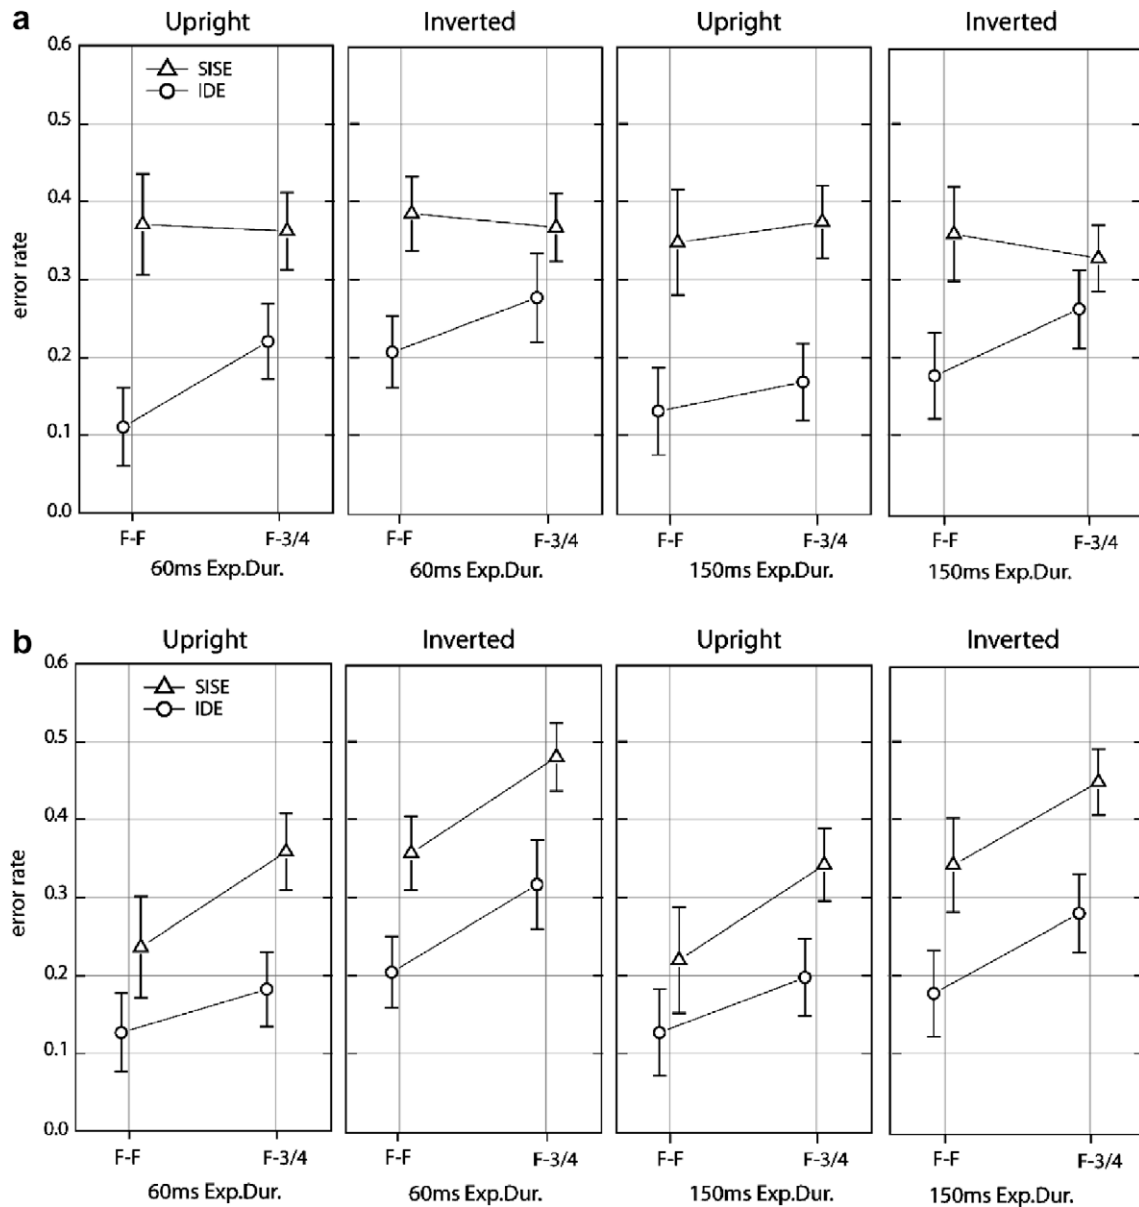 a
Upright Inverted Upright Inverted
0.6
SISE
IDE
0.5
0.4
error rate
0.3
0.2
0.1
0.0
F-F F-3/4 F-F F-3/4 F-F F-3/4 F-F F-3/4
60ms Exp.Dur. 60ms Exp.Dur. 150ms Exp.Dur. 150ms Exp.Dur.
b
Upright Inverted Upright Inverted
0.6
SISE
IDE
0.5
0.4
error rate
0.3
0.2
0.1
0.0
F-F F-3/4 F-F F-3/4 F-F F-3/4 F-F F-3/4
60ms Exp.Dur. 60ms Exp.Dur. 150ms Exp.Dur. 150ms Exp.Dur.